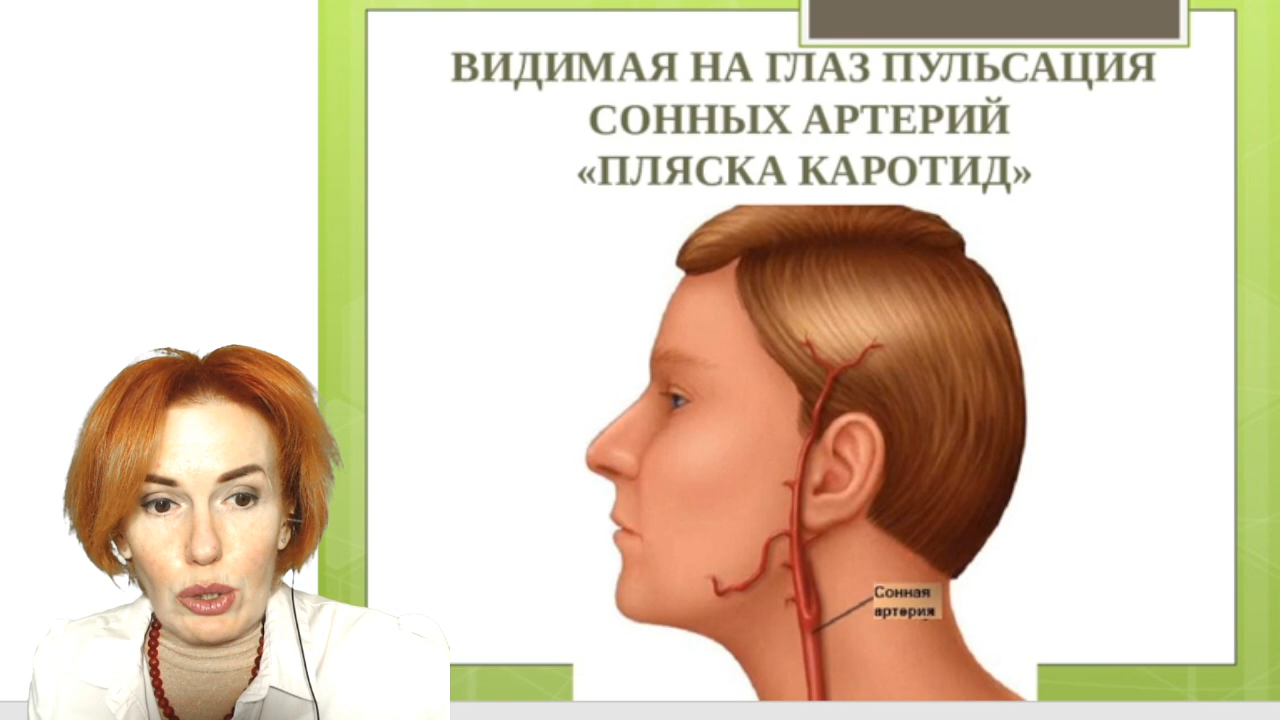 ВИДИМАЯ НА ГЛАЗ ПУЛЬСАЦИЯ
СОННЫХ АРТЕРИЙ
«ПЛЯСКА КАРОТИД»
Сонная
артерия